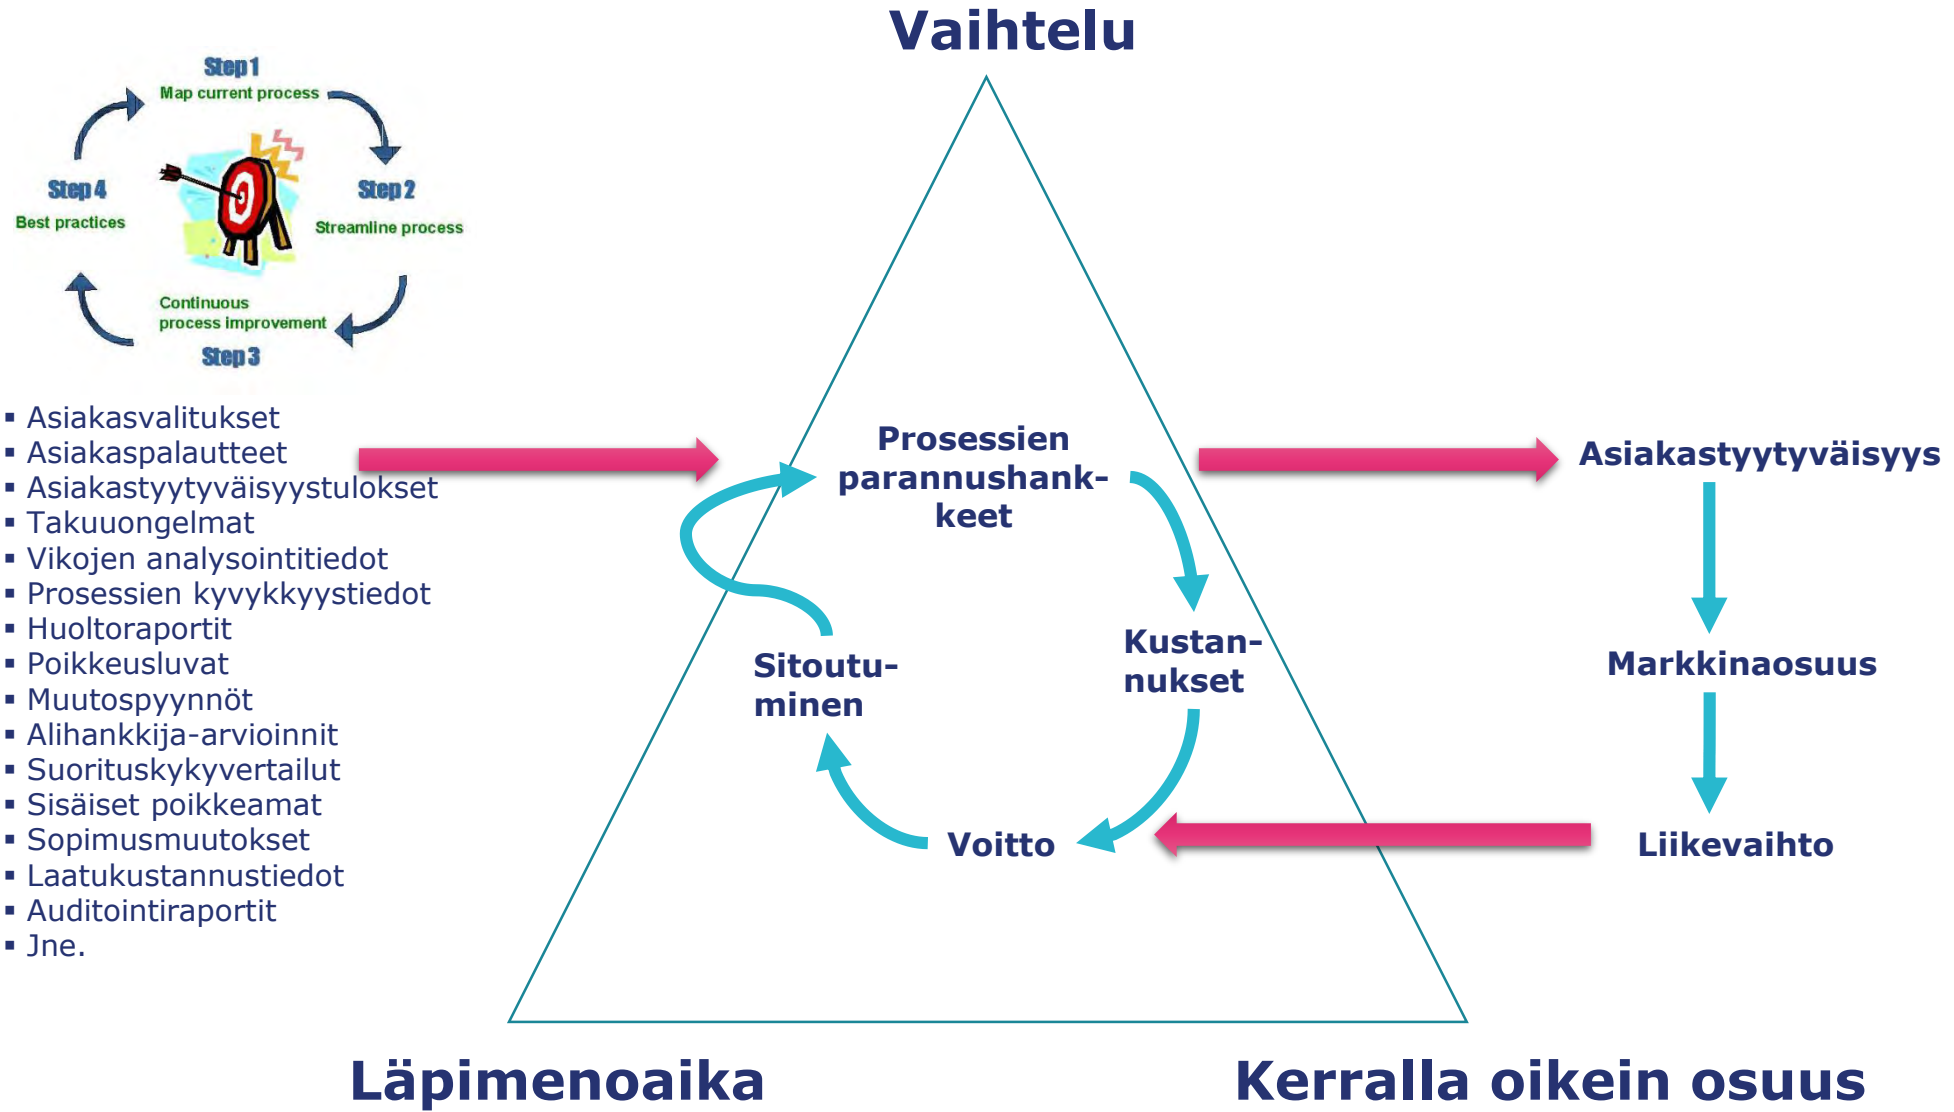 Vaihtelu
Step 1
Map current process
Step 4
Best practices
Step 2
Streamline process
Continuous
process improvement
Step 3
▪ Asiakasvalitukset
▪ Asiakaspalautteet
▪ Asiakastyytyväisyystulokset
▪ Takuuongelmat
▪ Vikojen analysointitiedot
▪ Prosessien kyvykkyystiedot
▪ Huoltoraportit
▪ Poikkeusluvat
▪ Muutospyynnöt
▪ Alihankkija-arvioinnit
▪ Suorituskykyvertailut
▪ Sisäiset poikkeamat
▪ Sopimusmuutokset
▪ Laatukustannustiedot
▪ Auditointiraportit
▪ Jne.
Prosessien
parannushank-
keet
Kustan-
nukset
Sitoutu-
minen
Voitto
Asiakastyytyväisyys
Markkinaosuus
Liikevaihto
Läpimenoaika
Kerralla oikein osuus